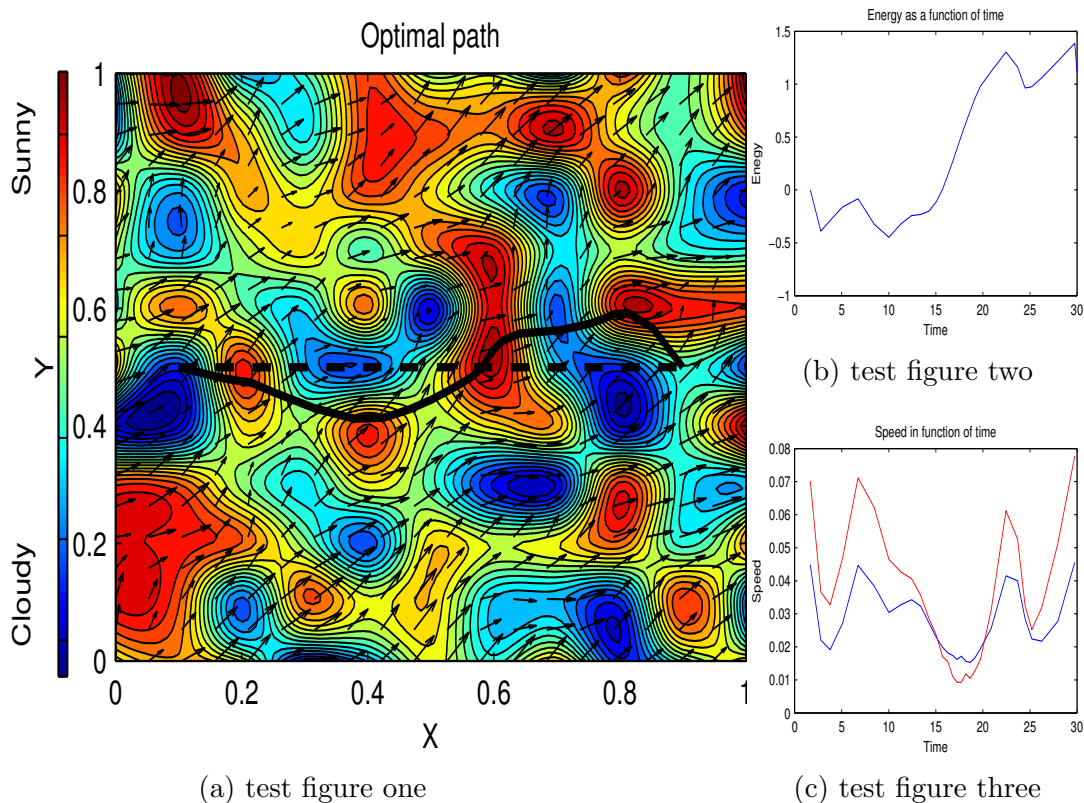 Optimal path
Sunny
Cloudy
Y
1
0.8
0.6
0.4
0.2
0
0 0.2 0.4 0.6 0.8 1
X
(a) test figure one
Energy as a function of time
Enegy
1.5
1
0.5
0
−0.5
−1
0 5 10 15 20 25 30
Time
(b) test figure two
Speed in function of time
Speed
0.08
0.07
0.06
0.05
0.04
0.03
0.02
0.01
0
0 5 10 15 20 25 30
Time
(c) test figure three